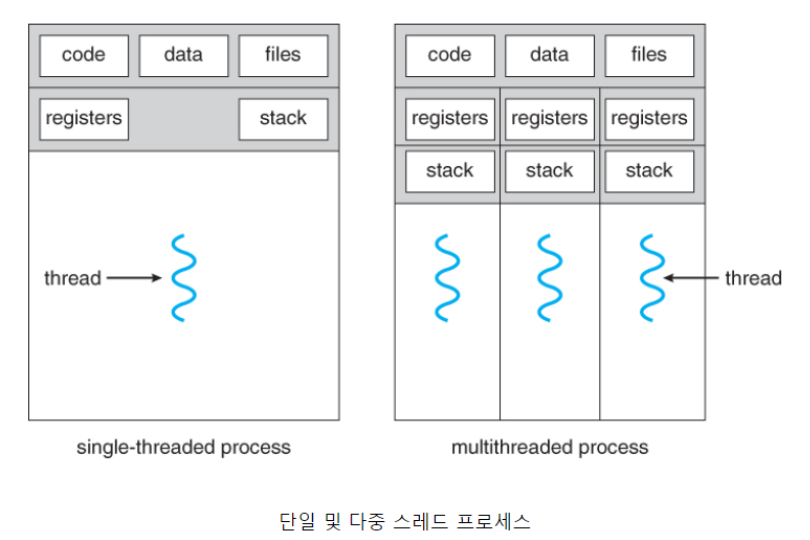 code data files code data files
registers stack registers registers registers
stack stack stack
thread thread
single-threaded process multithreaded process
단일 및 다중 스레드 프로세스